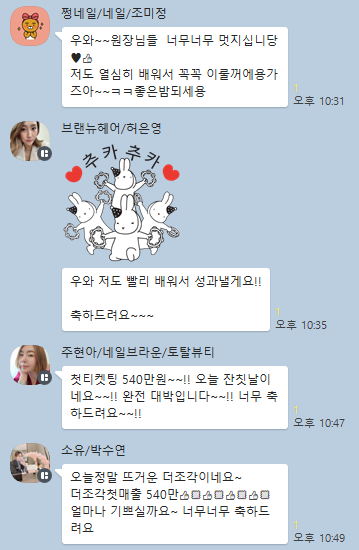 쩡네일/네일/조미정
우와~~원장님들 너무너무 멋지십니당
♥👍
저도 열심히 배워서 꼭꼭 이룰꺼에용가
즈아~~ㅋㅋ좋은밤되세용
1
오후 10:31
브랜뉴헤어/허은영
추카추카
우와 저도 빨리 배워서 성과낼게요!!
축하드려요~~~
1
오후 10:35
주현아/네일브라운/토탈뷰티
첫티켓팅 540만원~~!! 오늘 잔칫날이
네요~~!! 완전 대박입니다~~!! 너무 축
하드려요~~!!
1
오후 10:47
소유/박수연
오늘정말 뜨거운 더조각이네요~
더조각첫매출 540만👍🏻👍🏻👍🏻👍🏻
얼마나 기쁘실까요~ 너무너무 축하드
려요
1
오후 10:49